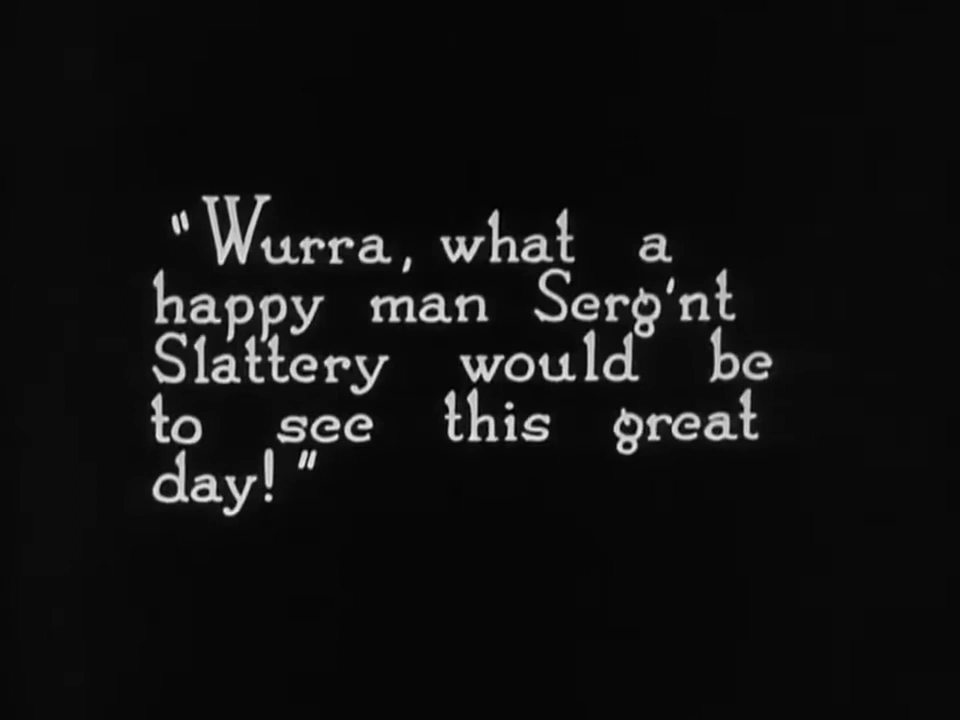 "Wurra, what a
happy man Serg'nt
Slattery would be
to see this great
day!"